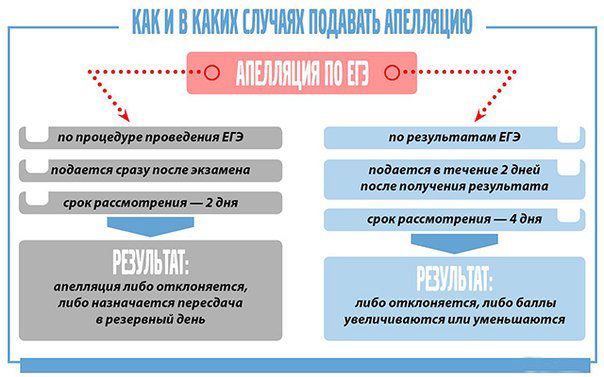 КАК И В КАКИХ СЛУЧАЯХ ПОДАВАТЬ АПЕЛЛЯЦИЮ
АПЕЛЛЯЦИЯ ПО ЕГЭ
по процедуре проведения ЕГЭ
подается сразу после экзамена
срок рассмотрения — 2 дня
РЕЗУЛЬТАТ:
апелляция либо отклоняется,
либо назначается пересдача
в резервный день
по результатам ЕГЭ
подается в течение 2 дней
после получения результата
срок рассмотрения — 4 дня
РЕЗУЛЬТАТ:
либо отклоняется, либо баллы
увеличиваются или уменьшаются